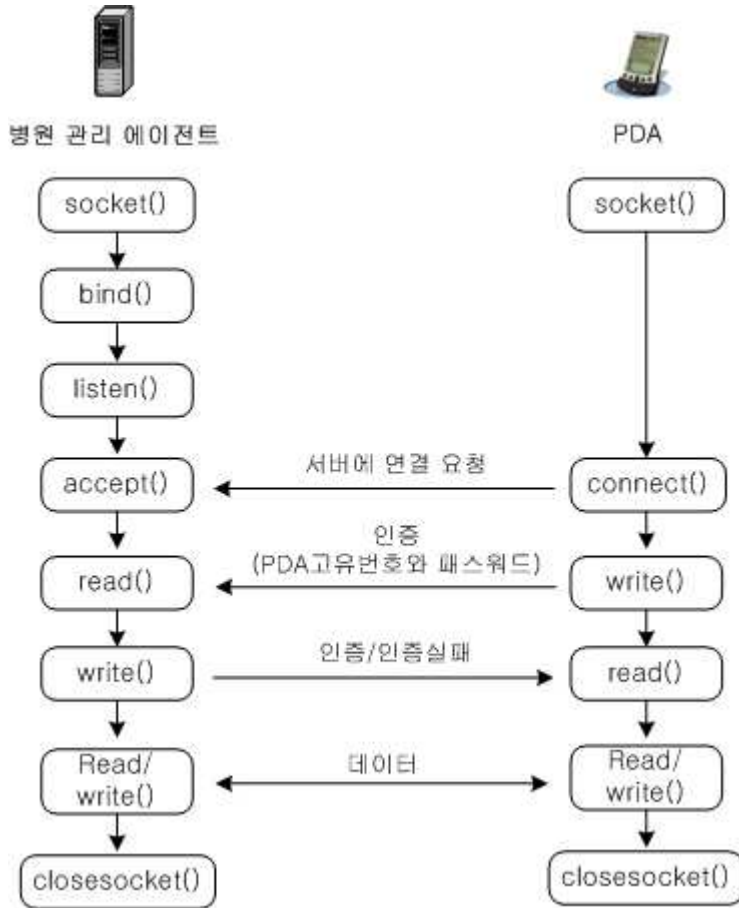 병원 관리 에이전트
PDA
socket()
socket()
bind()
listen()
accept()
서버에 연결 요청
connect()
인증
(PDA고유번호와 패스워드)
read()
write()
write()
인증/인증실패
read()
Read/
write()
데이터
Read/
write()
closesocket()
closesocket()